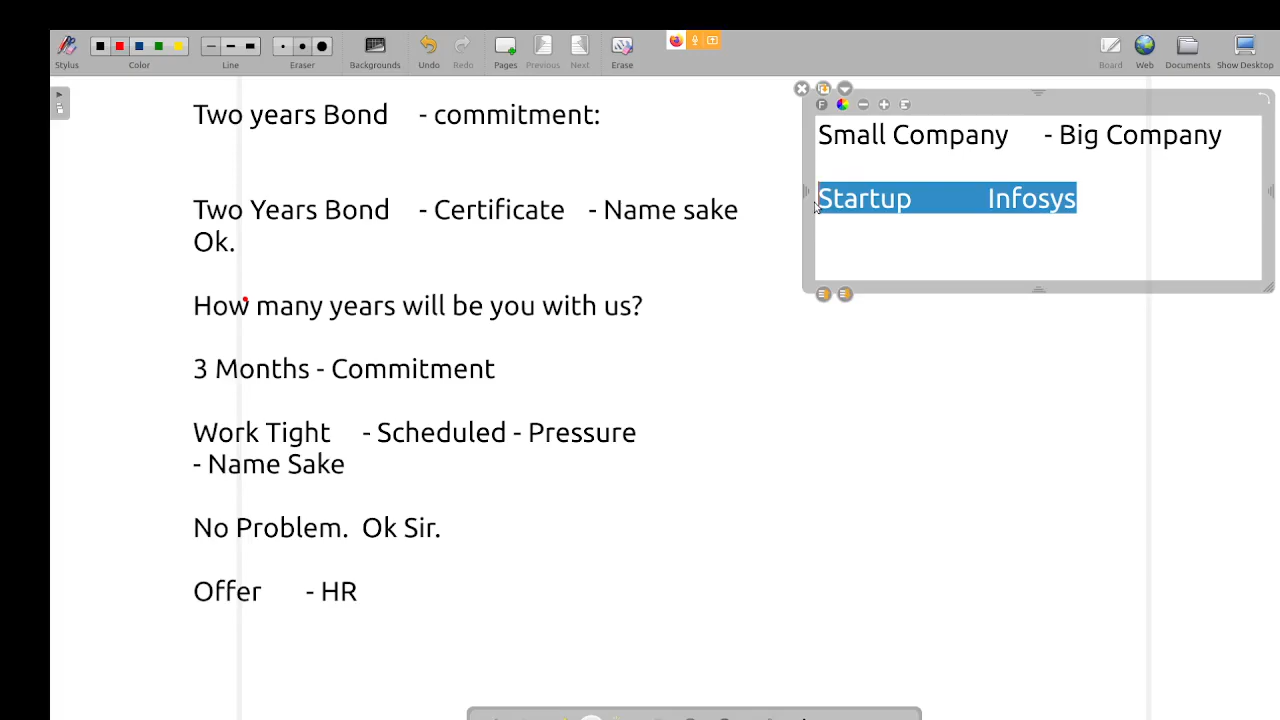 Stylus
Color
Line
Eraser
Backgrounds
Undo
Redo
Pages
Previous
Next
Erase
Board
Web
Documents
Show Desktop
Two years Bond - commitment:
Two Years Bond - Certificate - Name sake
Ok.
How many years will be you with us?
3 Months - Commitment
Work Tight - Scheduled - Pressure
- Name Sake
No Problem. Ok Sir.
Offer - HR
F
Small Company - Big Company
Startup Infosys